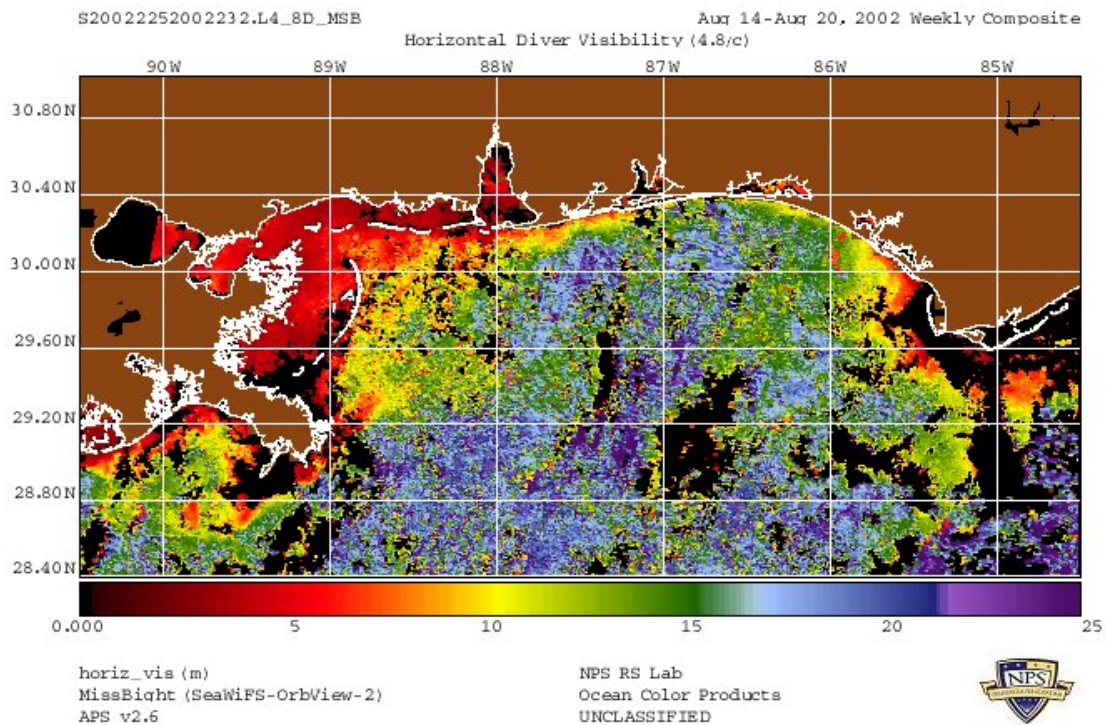 S20022252002232.L4_8D_MSB Aug 14-Aug 20, 2002 Weekly Composite
Horizontal Diver Visibility (4.8/c)
90W 89W 88W 87W 86W 85W
30.80N
30.40N
30.00N
29.60N
29.20N
28.80N
28.40N
0.000 5 10 15 20 25
horiz_vis (m) NPS RS Lab
MissBight (SeaWiFS-OrbView-2) Ocean Color Products
APS v2.6 UNCLASSIFIED
NPS